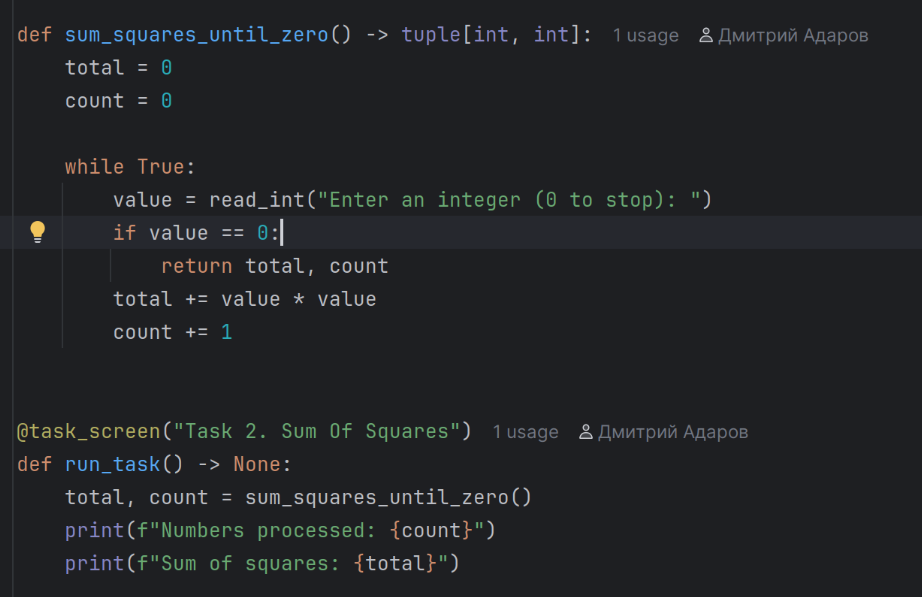 def sum_squares_until_zero() -> tuple[int, int]: 1 usage Дмитрий Адаров
total = 0
count = 0
while True:
value = read_int("Enter an integer (0 to stop): ")
if value == 0:
return total, count
total += value * value
count += 1
@task_screen("Task 2. Sum Of Squares") 1 usage Дмитрий Адаров
def run_task() -> None:
total, count = sum_squares_until_zero()
print(f"Numbers processed: {count}")
print(f"Sum of squares: {total}")